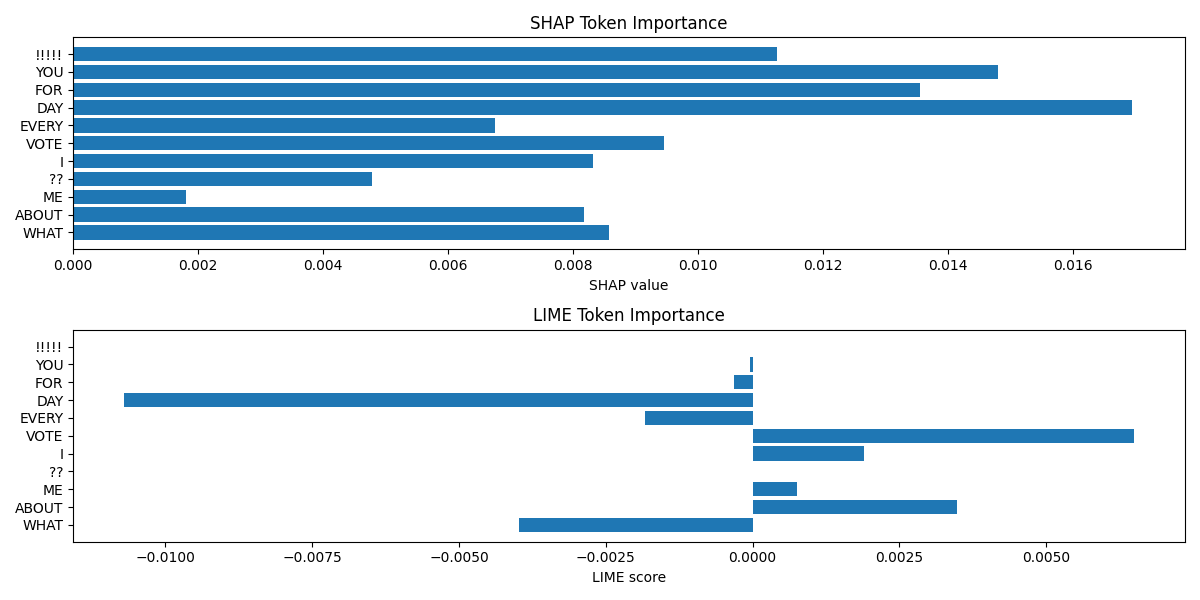 SHAP Token Importance
!!!!!
YOU
FOR
DAY
EVERY
VOTE
I
??
ME
ABOUT
WHAT
0.000 0.002 0.004 0.006 0.008 0.010 0.012 0.014 0.016
SHAP value
LIME Token Importance
!!!!!
YOU
FOR
DAY
EVERY
VOTE
I
??
ME
ABOUT
WHAT
−0.0100 −0.0075 −0.0050 −0.0025 0.0000 0.0025 0.0050
LIME score